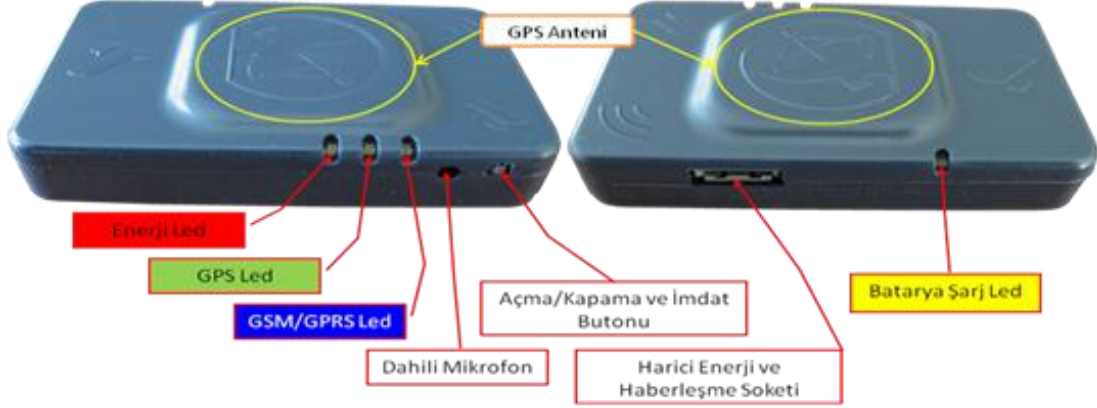 GPS Anteni
Enerji Led
GPS Led
GSM/GPRS Led
Dahili Mikrofon
Açma/Kapama ve İmdat
Butonu
Harici Enerji ve
Haberleşme Soketi
Batarya Şarj Led